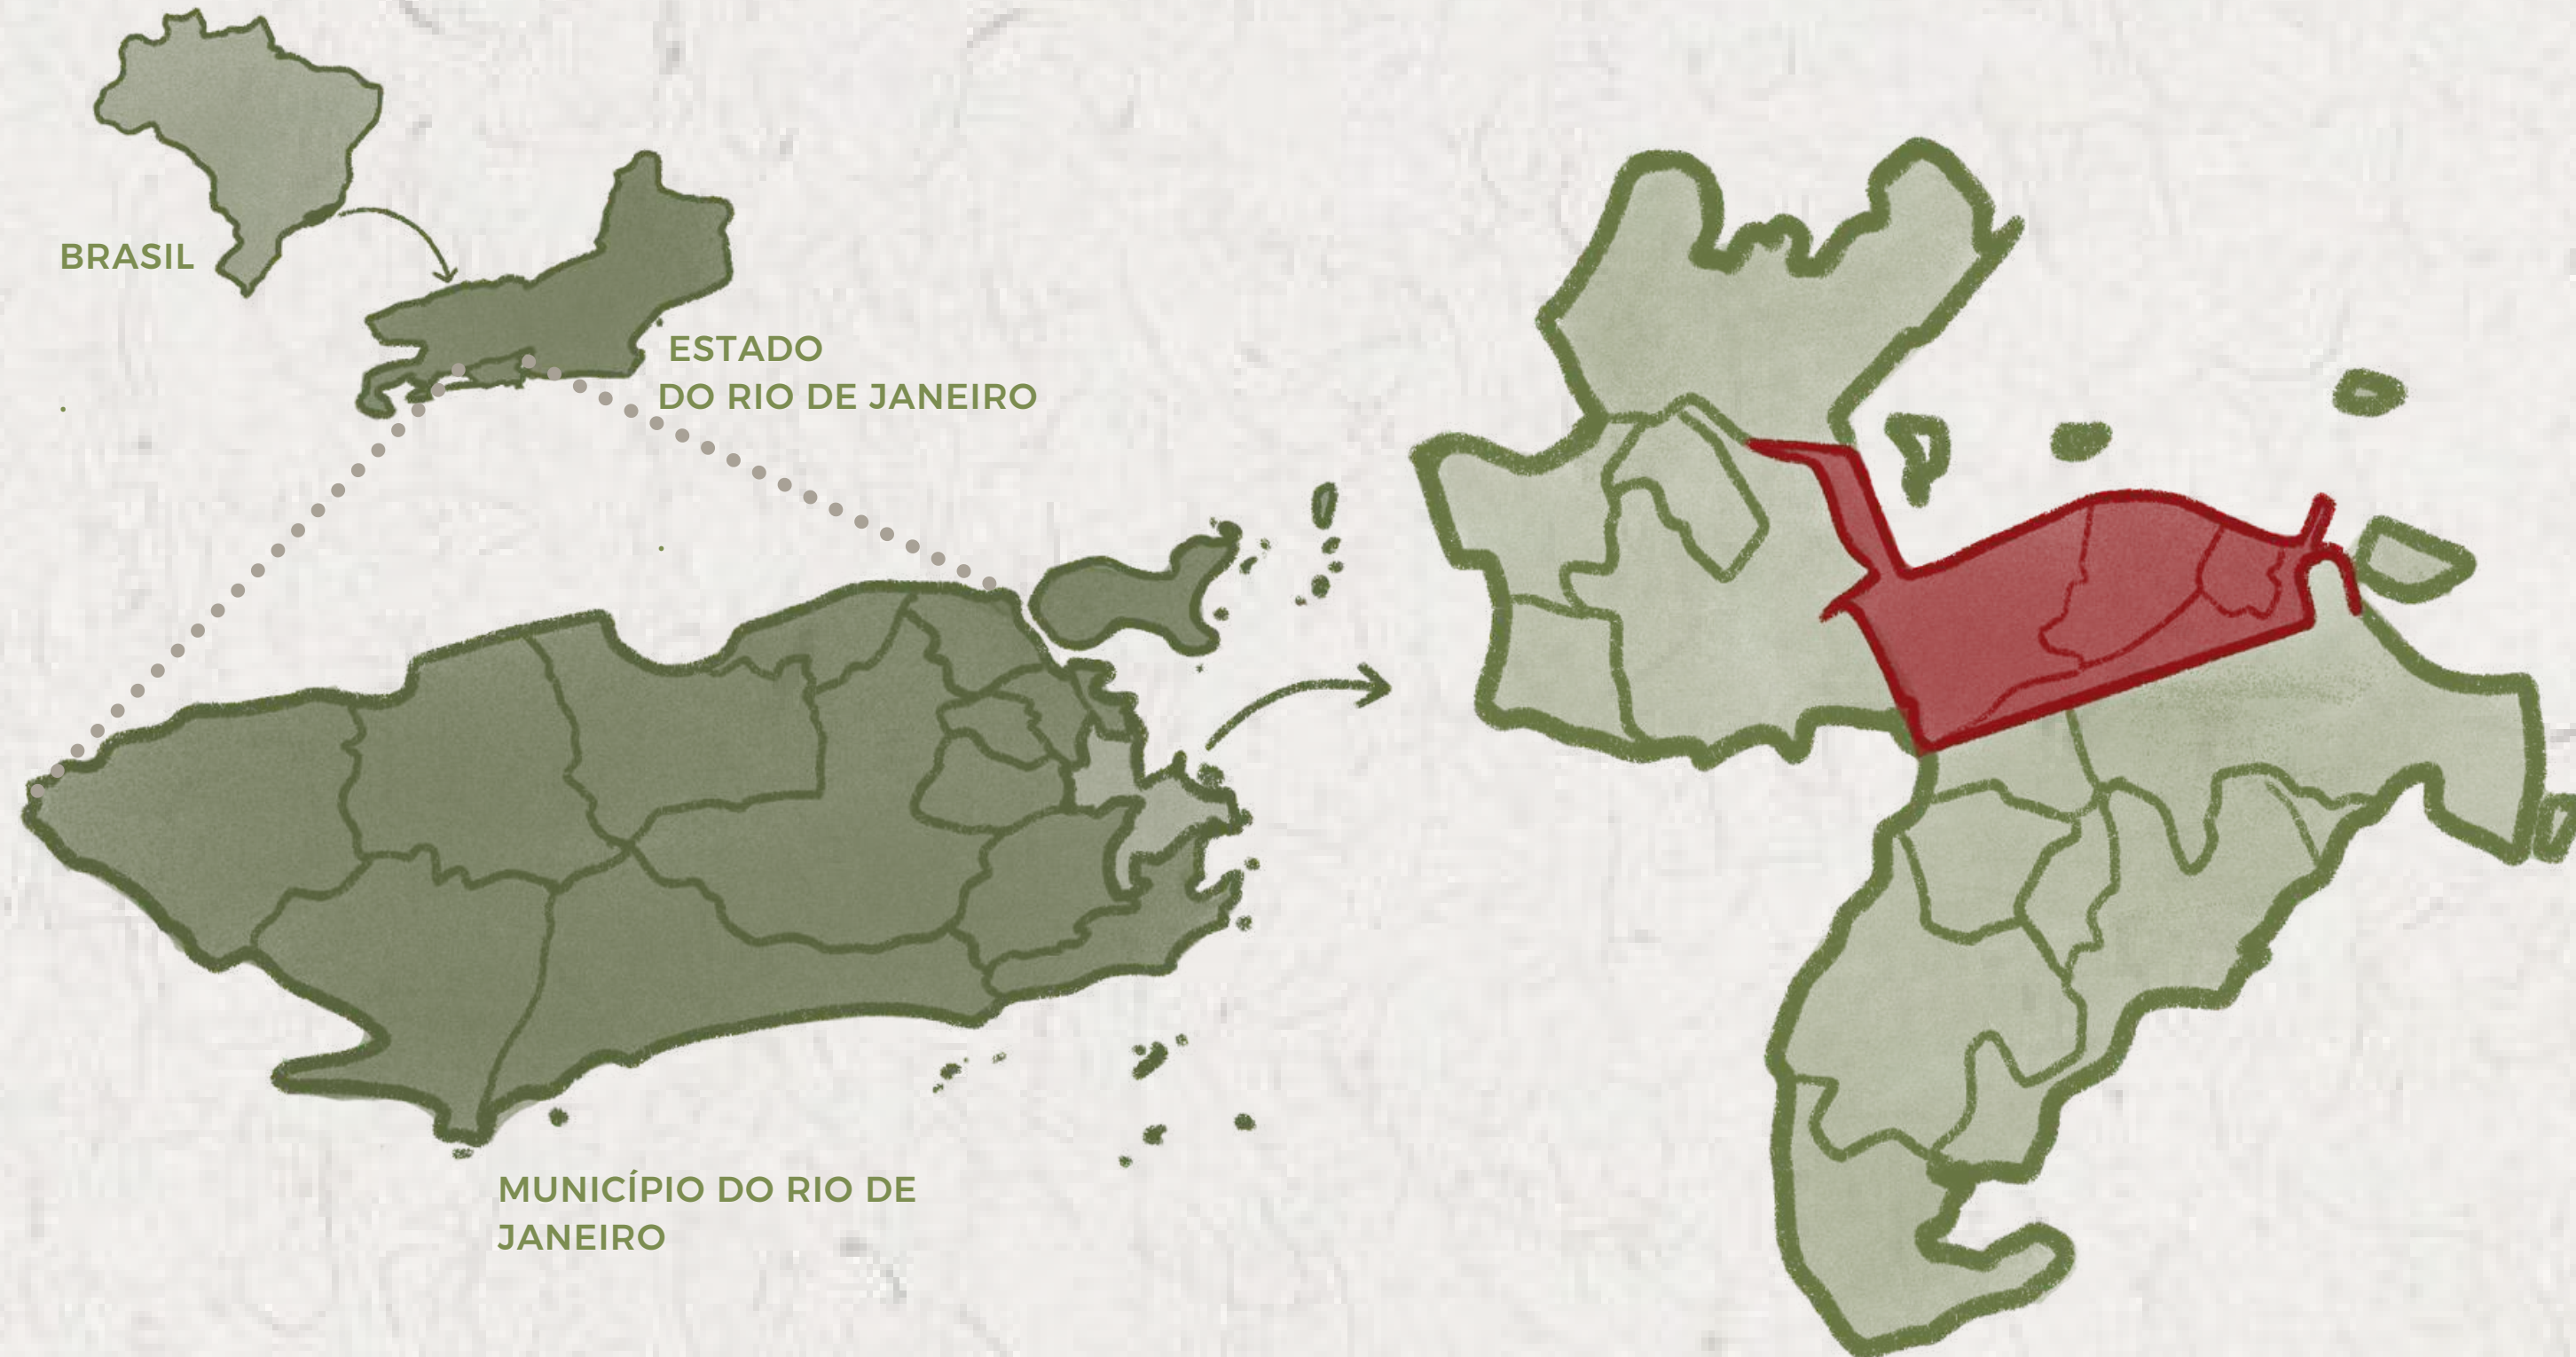 BRASIL
ESTADO
DO RIO DE JANEIRO
MUNICÍPIO DO RIO DE
JANEIRO